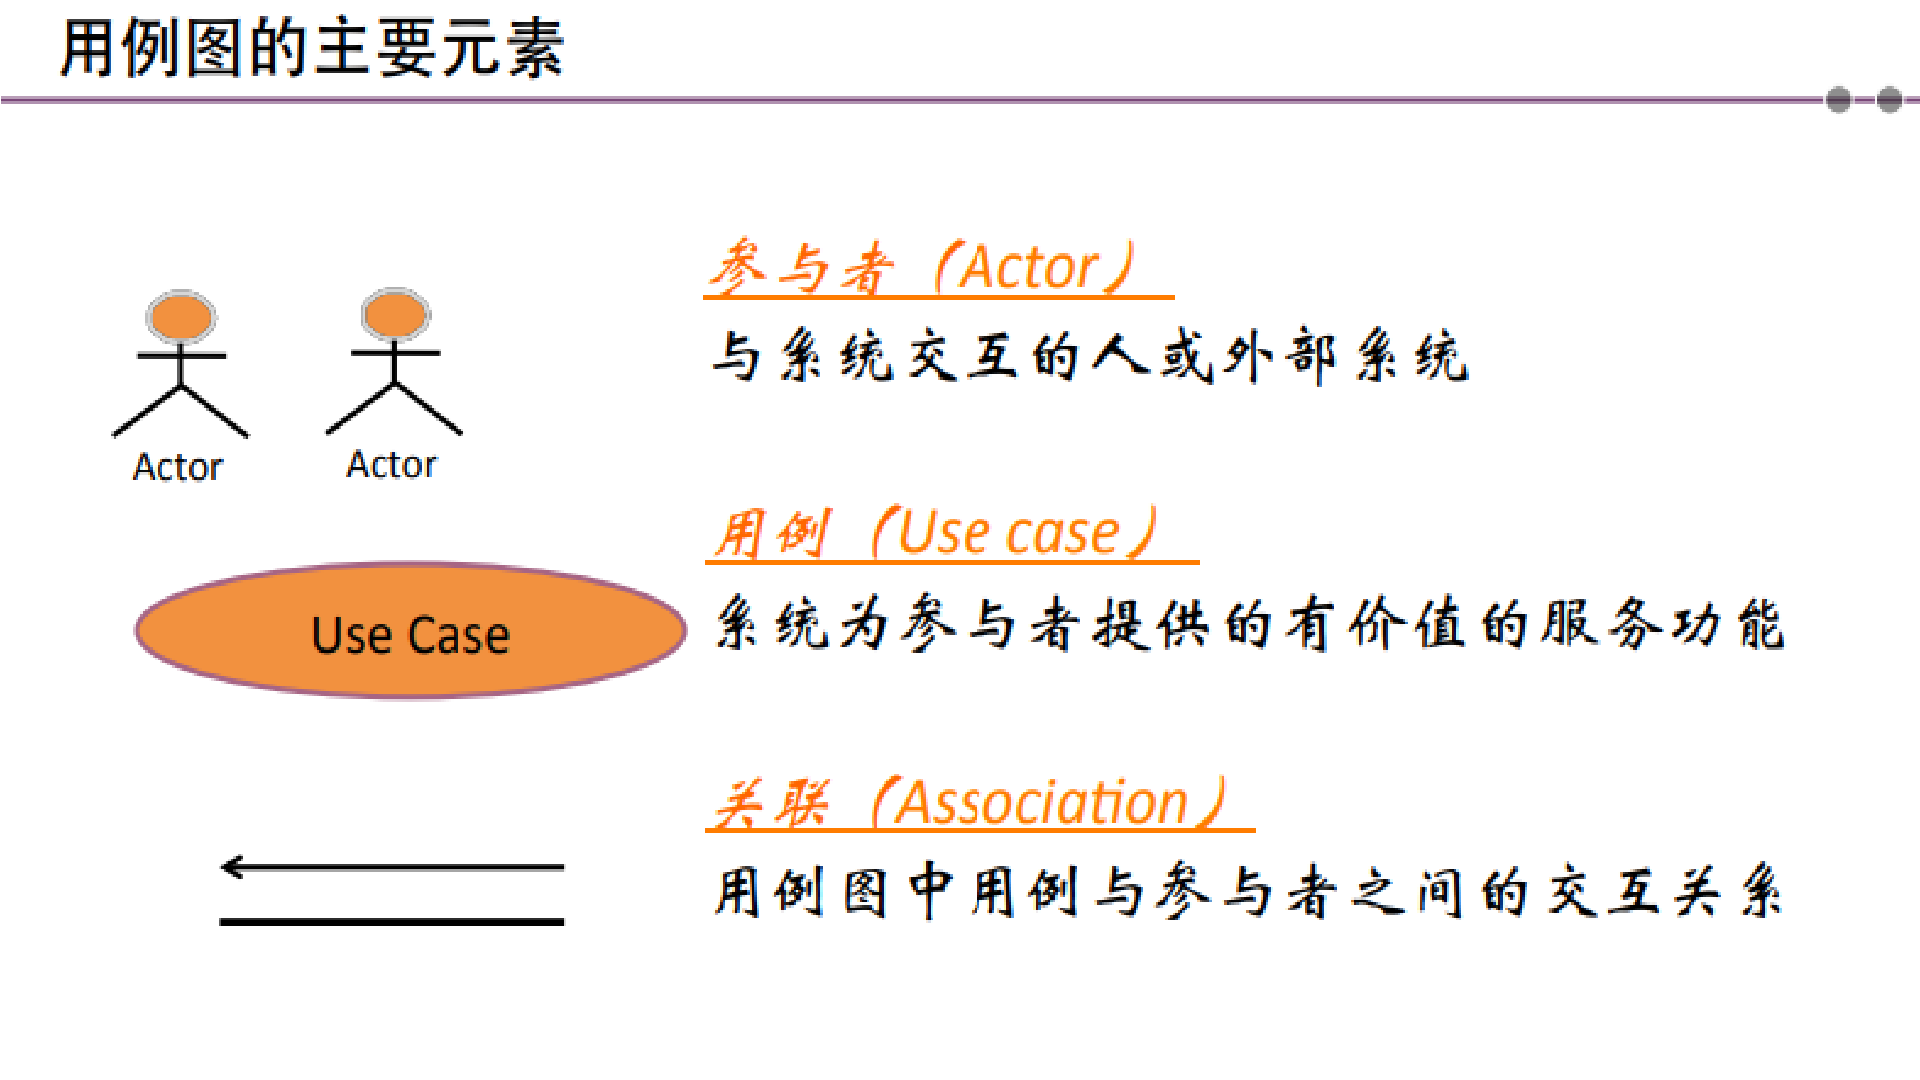 用例图的主要元素
参与者（Actor）
与系统交互的人或外部系统
Actor
Actor
用例（Use case）
Use Case
系统为参与者提供的有价值的服务功能
关联（Association）
用例图中用例与参与者之间的交互关系